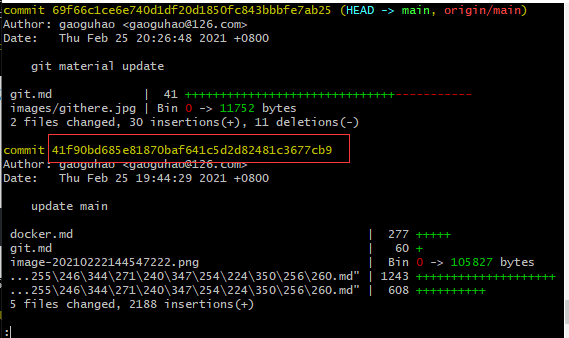 commit 69f66c1ce6e740d1df20d1850fc843bbbfe7ab25 (HEAD -> main, origin/main)
Author: gaoguhao <gaoguhao@126.com>
Date:   Thu Feb 25 20:26:48 2021 +0800
git material update
git.md            |  41 ++++++++++++++++++++++++++++++-----------
images/githere.jpg | Bin 0 -> 11752 bytes
2 files changed, 30 insertions(+), 11 deletions(-)
commit 41f90bd685e81870baf641c5d2d82481c3677cb9
Author: gaoguhao <gaoguhao@126.com>
Date:   Thu Feb 25 19:44:29 2021 +0800
update main
docker.md                                          |  277 +++++
git.md                                             |   60 +
image-20210222144547222.png                        |  Bin 0 -> 105827 bytes
...255\246\344\271\240\347\254\224\350\256\260.md" | 1243 ++++++++++++++++++++
...255\246\344\271\240\347\254\224\350\256\260.md" |  608 ++++++++++
5 files changed, 2188 insertions(+)
: